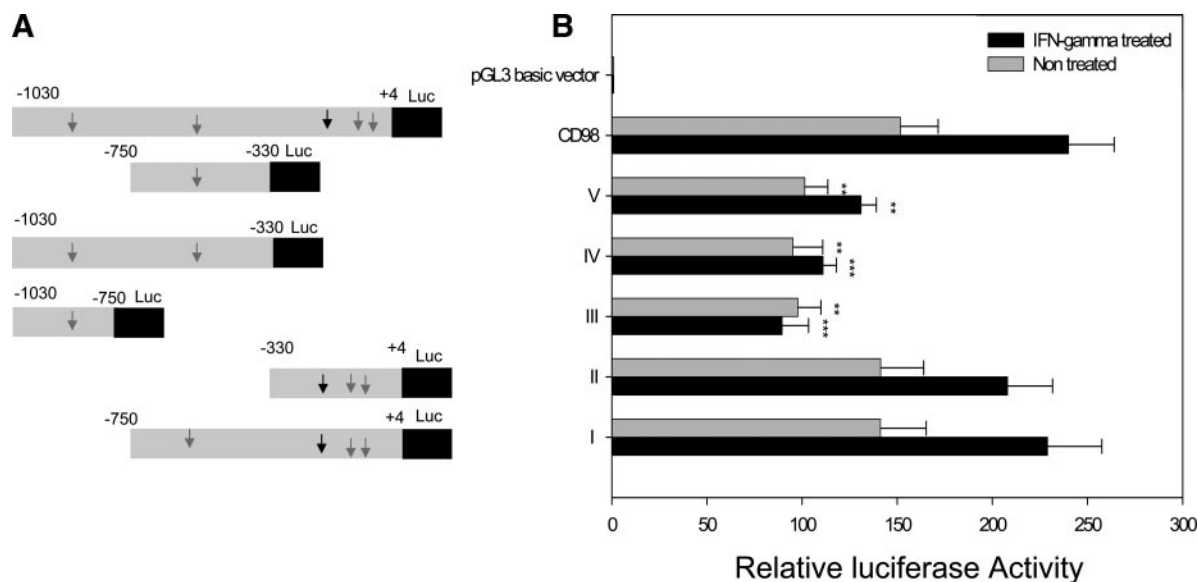 A
-1030
+4 Luc
-750
-330 Luc
-1030
-330 Luc
-1030
-750 Luc
-330
+4 Luc
-750
+4 Luc
B
IFN-gamma treated
Non treated
pGL3 basic vector
CD98
V
**
**
IV
**
***
III
**
***
II
I
0 50 100 150 200 250 300
Relative luciferase Activity